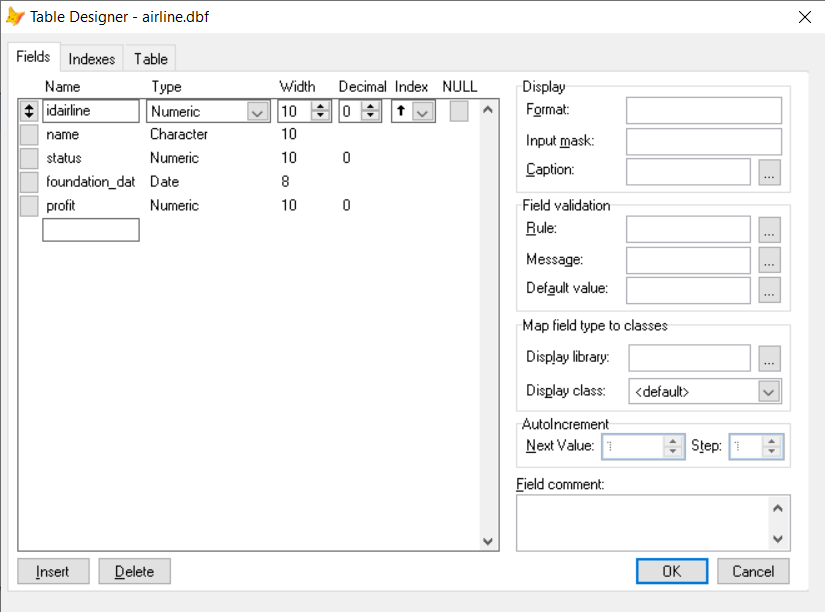 Table Designer - airline.dbf
Fields Indexes Table
Name Type Width Decimal Index NULL
idairline Numeric 10 0
name Character 10
status Numeric 10 0
foundation_dat Date 8
profit Numeric 10 0
Display
Format:
Input mask:
Caption: ...
Field validation
Rule: ...
Message: ...
Default value: ...
Map field type to classes
Display library: ...
Display class: <default>
AutoIncrement
Next Value: 1 Step: 1
Field comment:
Insert Delete OK Cancel